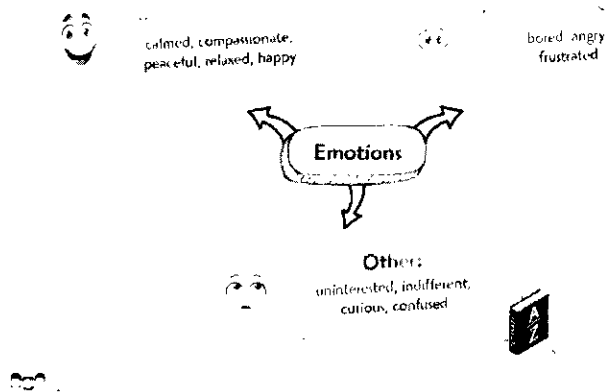 calmed, compassionate,
peaceful, relaxed, happy
bored angry
frustrated
Emotions
Other:
uninterested, indifferent,
curious, confused
A
Z